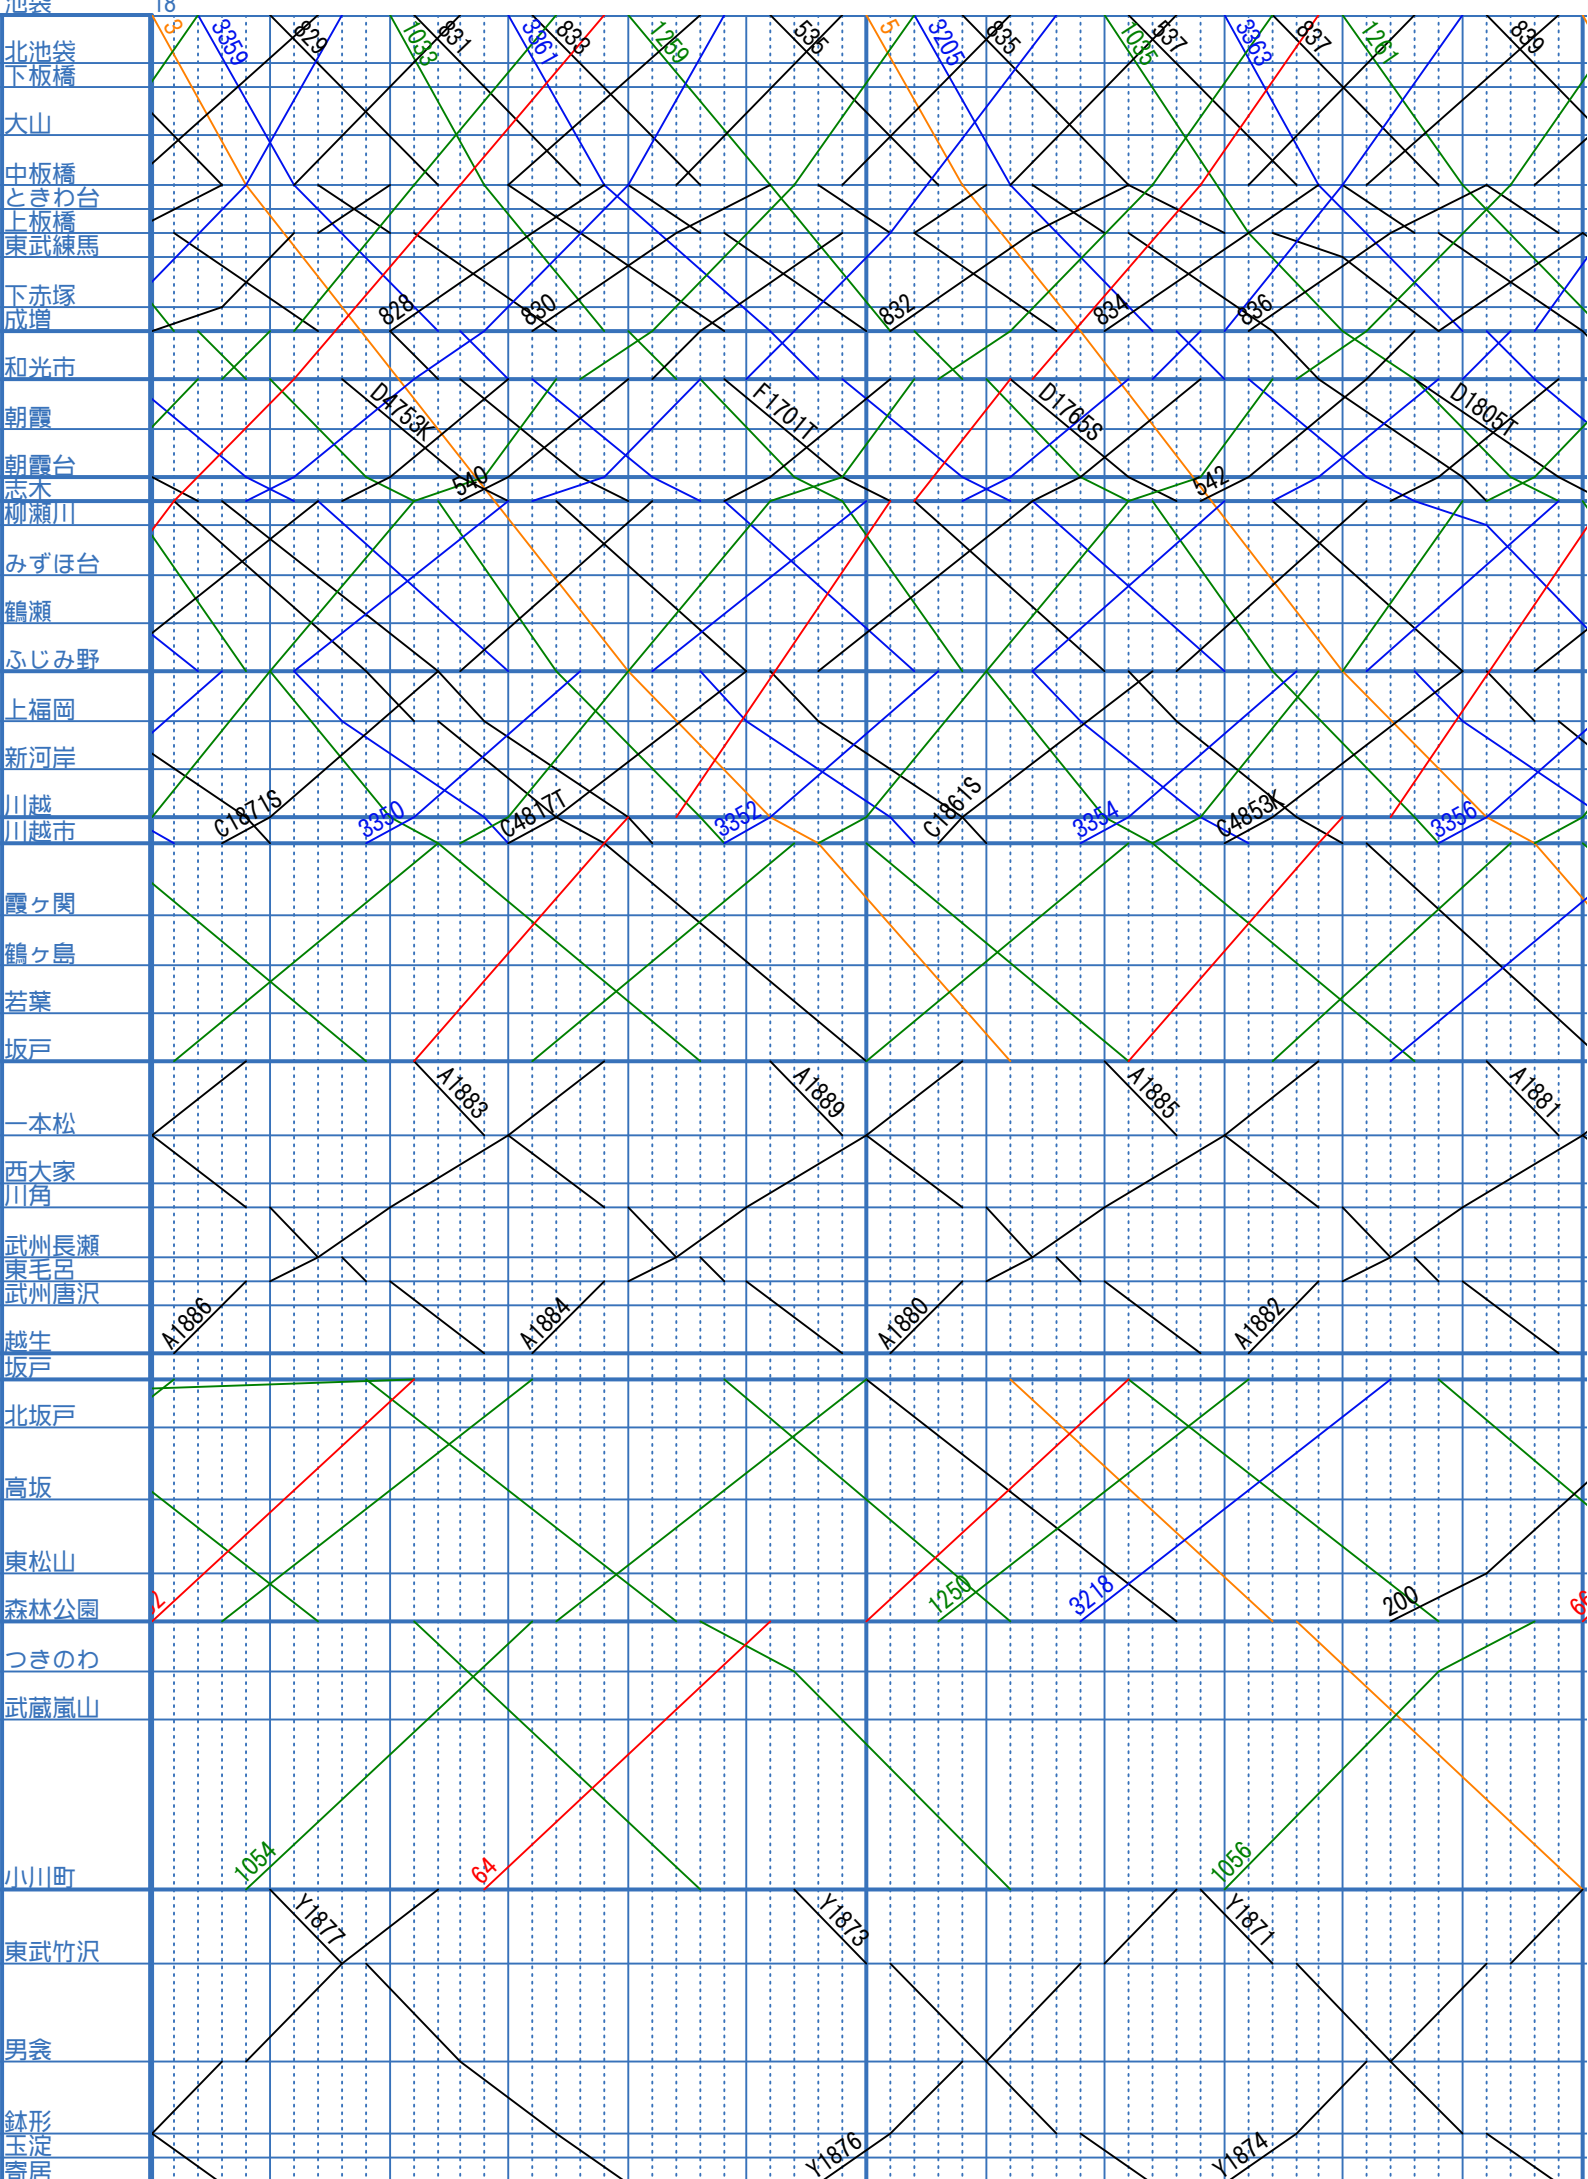 池袋 18
3 3359 829 1033 831 3361 833 1259 535 5 3205 835 1035 537 3363 837 1261 839
北池袋
下板橋
大山
中板橋
ときわ台
上板橋
東武練馬
下赤塚
成増 828 830 832 834 836
和光市
D4753K F1701T D1765S D1805T
朝霞
朝霞台
志木 540 542
柳瀬川
みずほ台
鶴瀬
ふじみ野
上福岡
新河岸
川越
川越市 C1871S 3350 C4817T 3352 C1861S 3354 C4853K 3356
霞ヶ関
鶴ヶ島
若葉
坂戸
A1883 A1889 A1885 A1881
一本松
西大家
川角
武州長瀬
東毛呂
武州唐沢
越生 A1886 A1884 A1880 A1882
坂戸
北坂戸
高坂
東松山
森林公園 1250 3218 200
つきのわ
武蔵嵐山
小川町 1054 64 1056
Y1877 Y1873 Y1871
東武竹沢
男衾
鉢形
玉淀 Y1876 Y1874
寄居